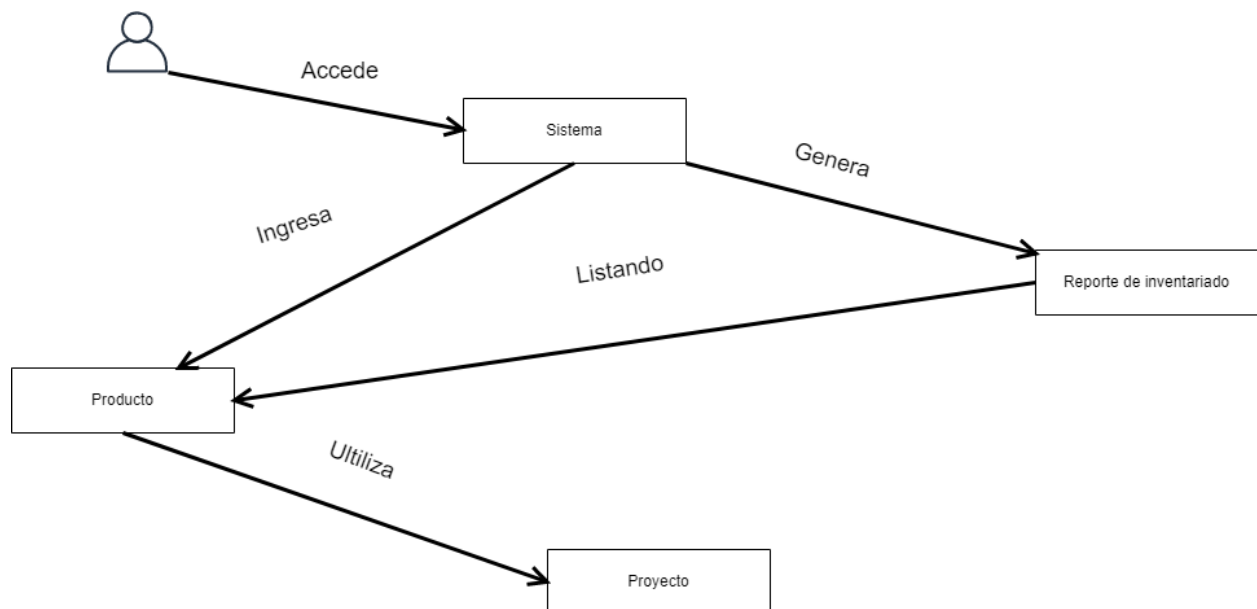 Accede
Sistema
Genera
Ingresa
Listando
Reporte de inventariado
Producto
Ultiliza
Proyecto